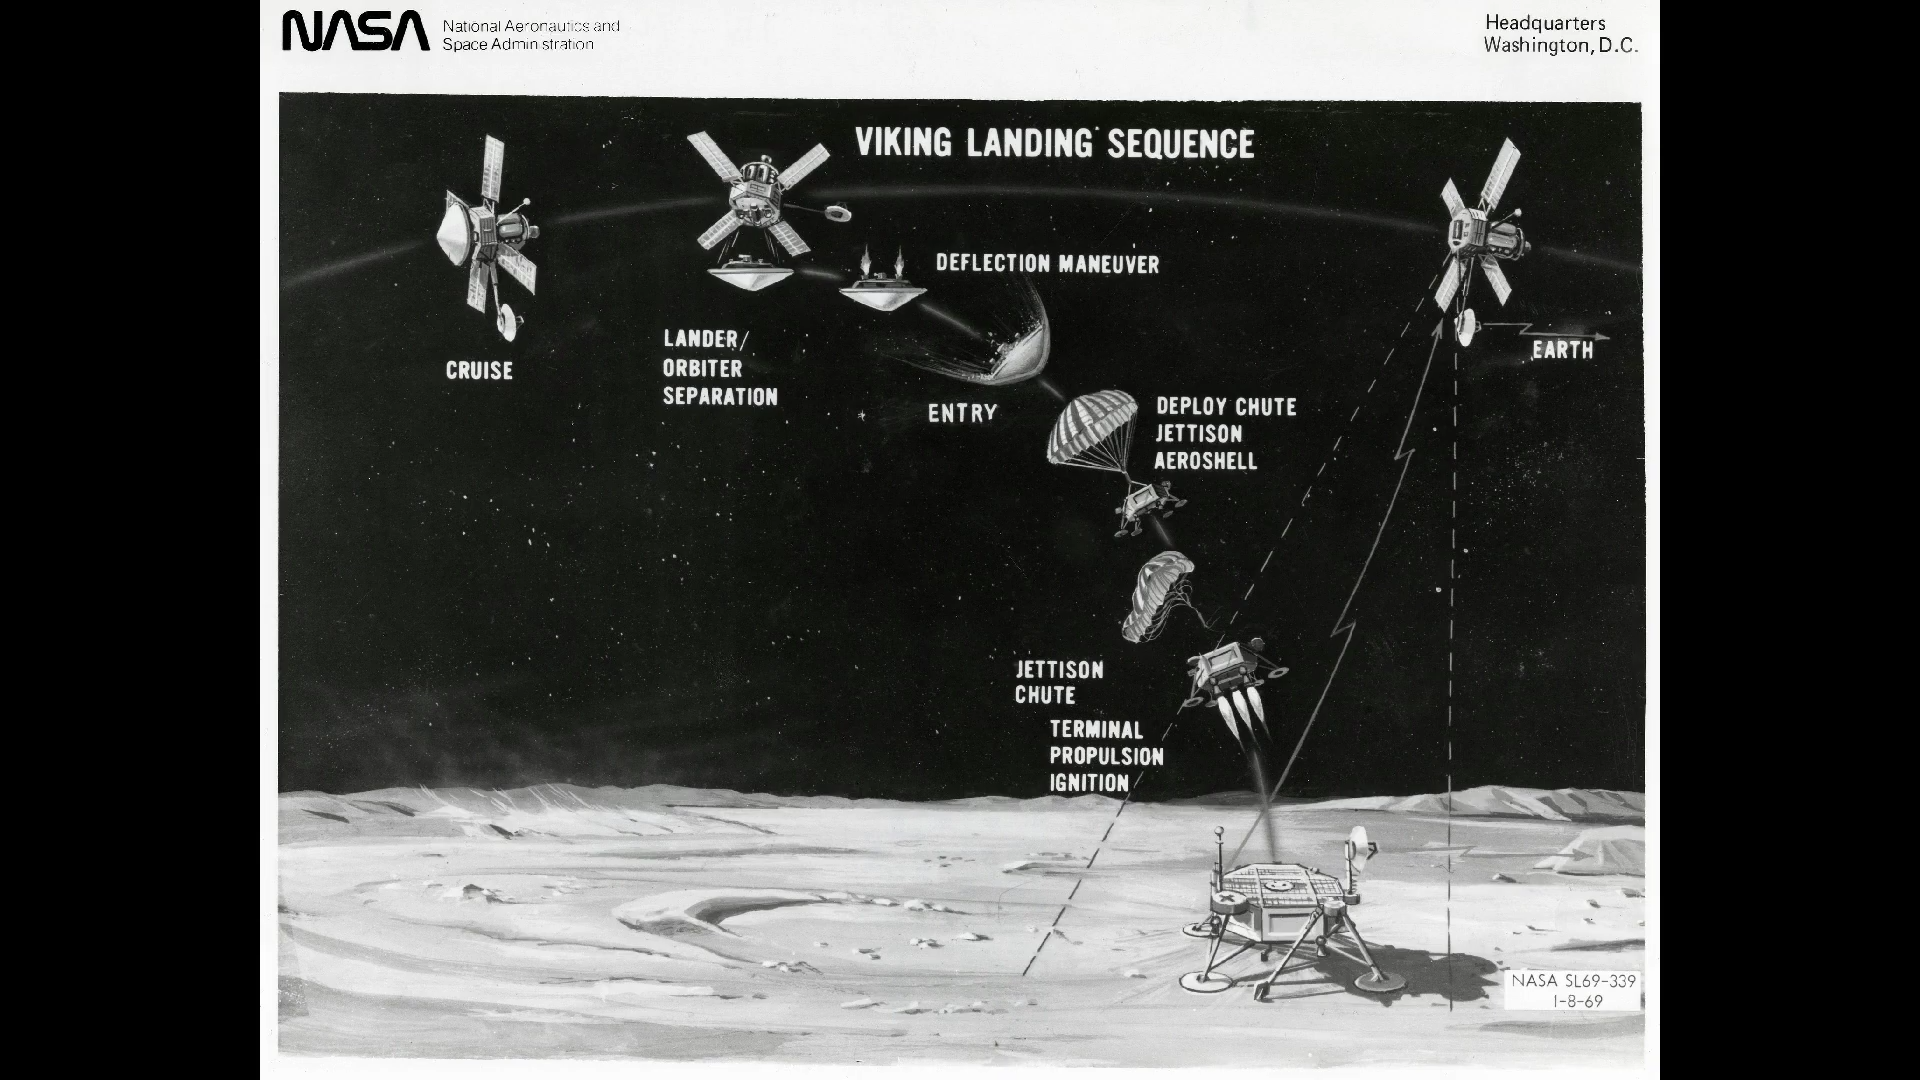 NASA
National Aeronautics and
Space Administration
Headquarters
Washington, D.C.
VIKING LANDING SEQUENCE
CRUISE
LANDER/
ORBITER
SEPARATION
DEFLECTION MANEUVER
ENTRY
DEPLOY CHUTE
JETTISON
AEROSHELL
EARTH
JETTISON
CHUTE
TERMINAL
PROPULSION
IGNITION
NASA SL69-339
1-8-69